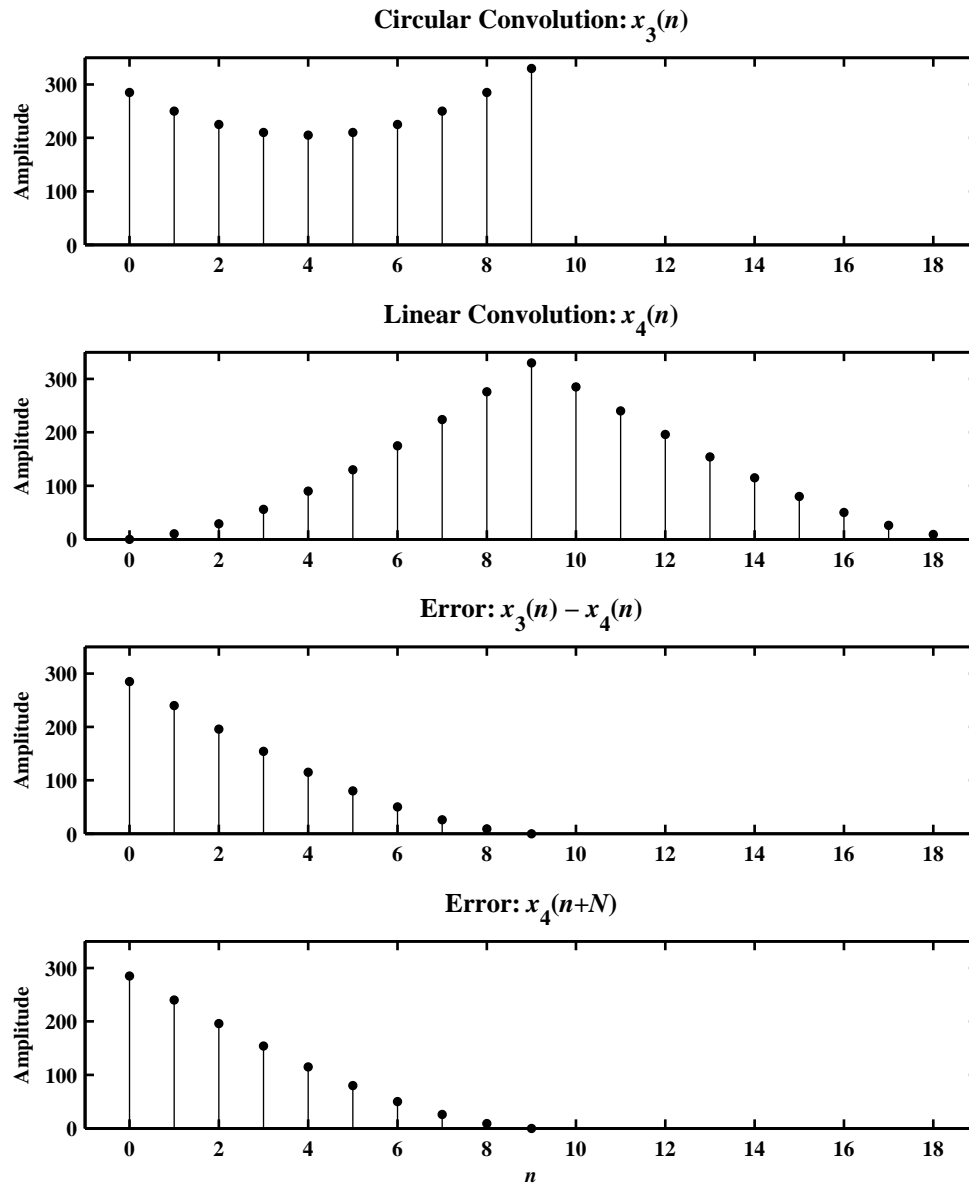 Circular Convolution: x3(n)
Amplitude
300
200
100
0
0 2 4 6 8 10 12 14 16 18
Linear Convolution: x4(n)
Amplitude
300
200
100
0
0 2 4 6 8 10 12 14 16 18
Error: x3(n) − x4(n)
Amplitude
300
200
100
0
0 2 4 6 8 10 12 14 16 18
Error: x4(n+N)
Amplitude
300
200
100
0
0 2 4 6 8 10 12 14 16 18
n